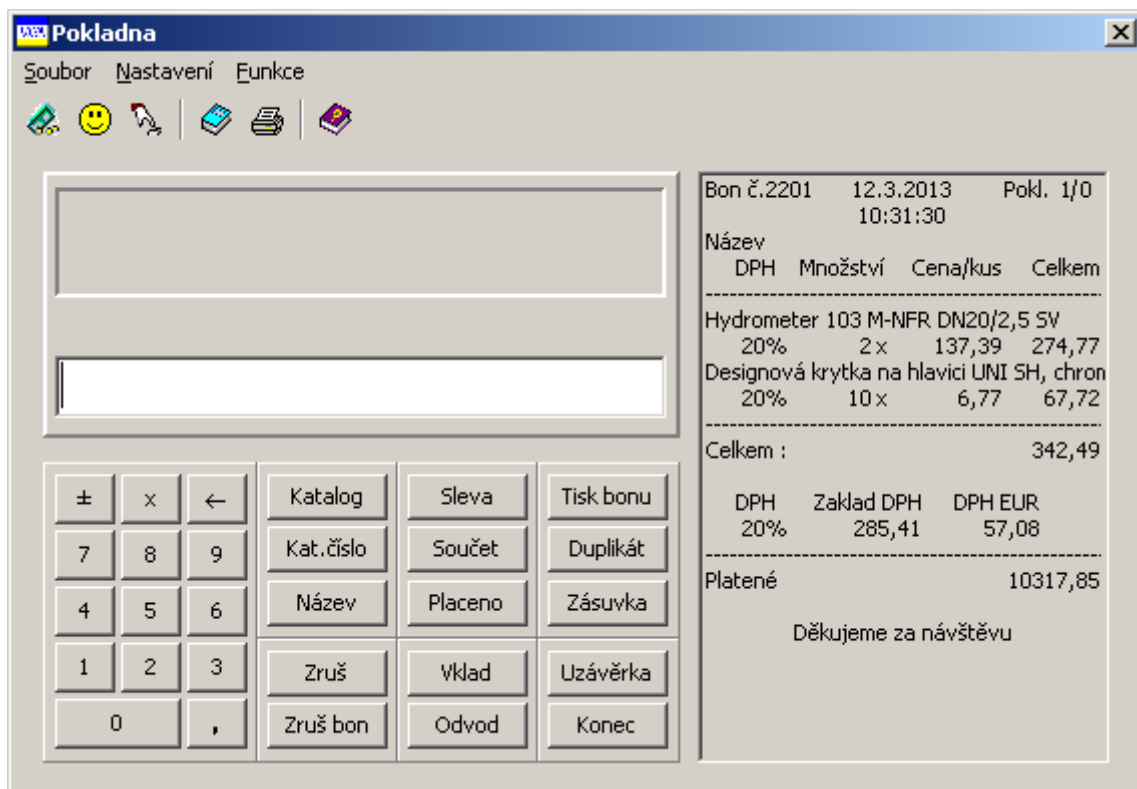 Pokladna
Soubor Nastavení Funkce
Bon č.2201 12.3.2013 Pokl. 1/0
10:31:30
Název
DPH Množství Cena/kus Celkem
Hydrometer 103 M-NFR DN20/2,5 SV
20% 2 x 137,39 274,77
Designová krytka na hlavici UNI SH, chron
20% 10 x 6,77 67,72
Celkem : 342,49
DPH Zaklad DPH DPH EUR
20% 285,41 57,08
Platené 10317,85
Děkujeme za návštěvu
± x ← Katalog Sleva Tisk bonu
7 8 9 Kat.číslo Součet Duplikát
4 5 6 Název Placeno Zásuvka
1 2 3 Zruš Vklad Uzávěrka
0 , Zruš bon Odvod Konec